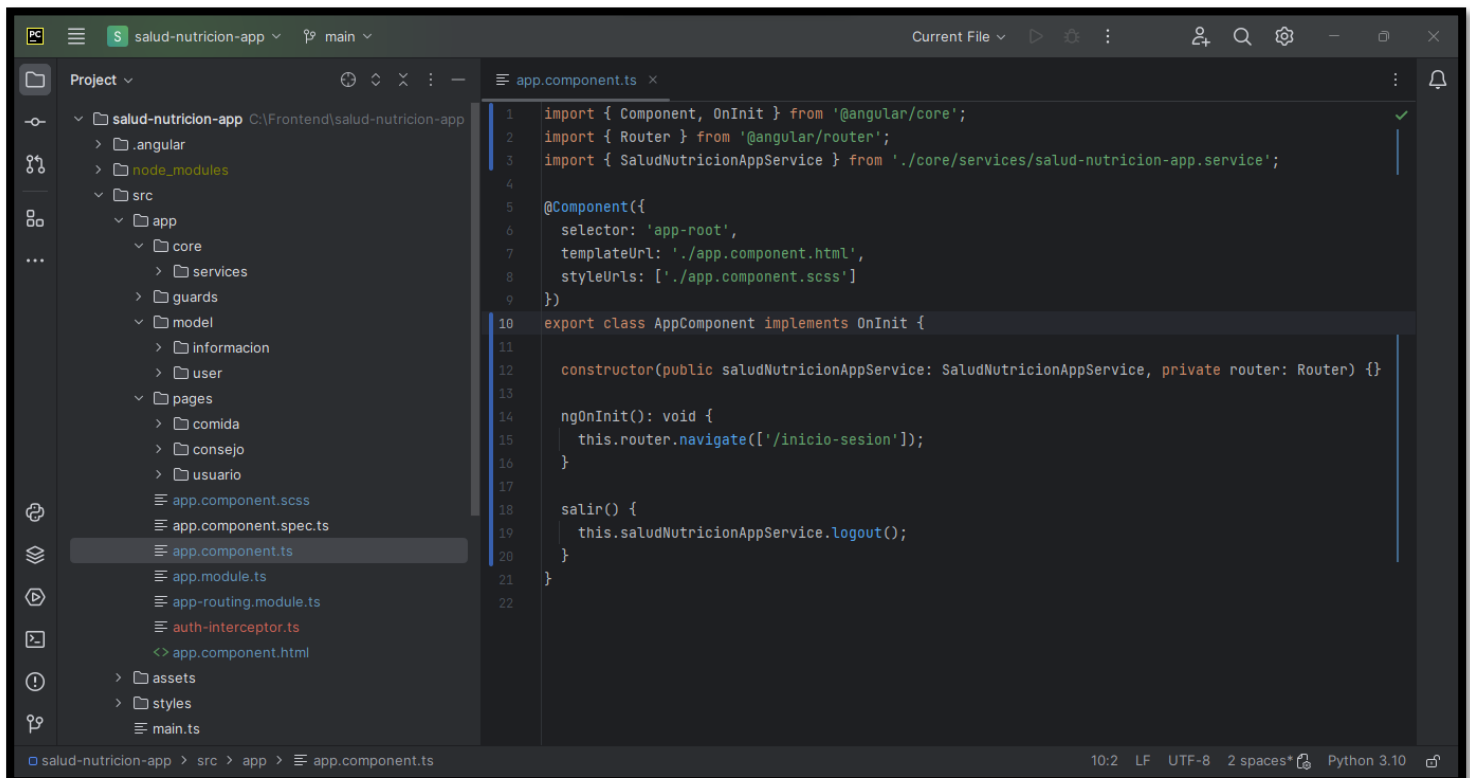 PC S salud-nutricion-app main Current File
Project
salud-nutricion-app C:\Frontend\salud-nutricion-app
.angular
node_modules
src
app
core
services
guards
model
informacion
user
pages
comida
consejo
usuario
app.component.scss
app.component.spec.ts
app.component.ts
app.module.ts
app-routing.module.ts
auth-interceptor.ts
<> app.component.html
assets
styles
main.ts
app.component.ts
1 import { Component, OnInit } from '@angular/core';
2 import { Router } from '@angular/router';
3 import { SaludNutricionAppService } from './core/services/salud-nutricion-app.service';
4
5 @Component({
6   selector: 'app-root',
7   templateUrl: './app.component.html',
8   styleUrls: ['./app.component.scss']
9 })
10 export class AppComponent implements OnInit {
11
12   constructor(public saludNutricionAppService: SaludNutricionAppService, private router: Router) {}
13
14   ngOnInit(): void {
15     this.router.navigate(['/inicio-sesion']);
16   }
17
18   salir() {
19     this.saludNutricionAppService.logout();
20   }
21 }
22
salud-nutricion-app > src > app > app.component.ts 10:2 LF UTF-8 2 spaces* Python 3.10